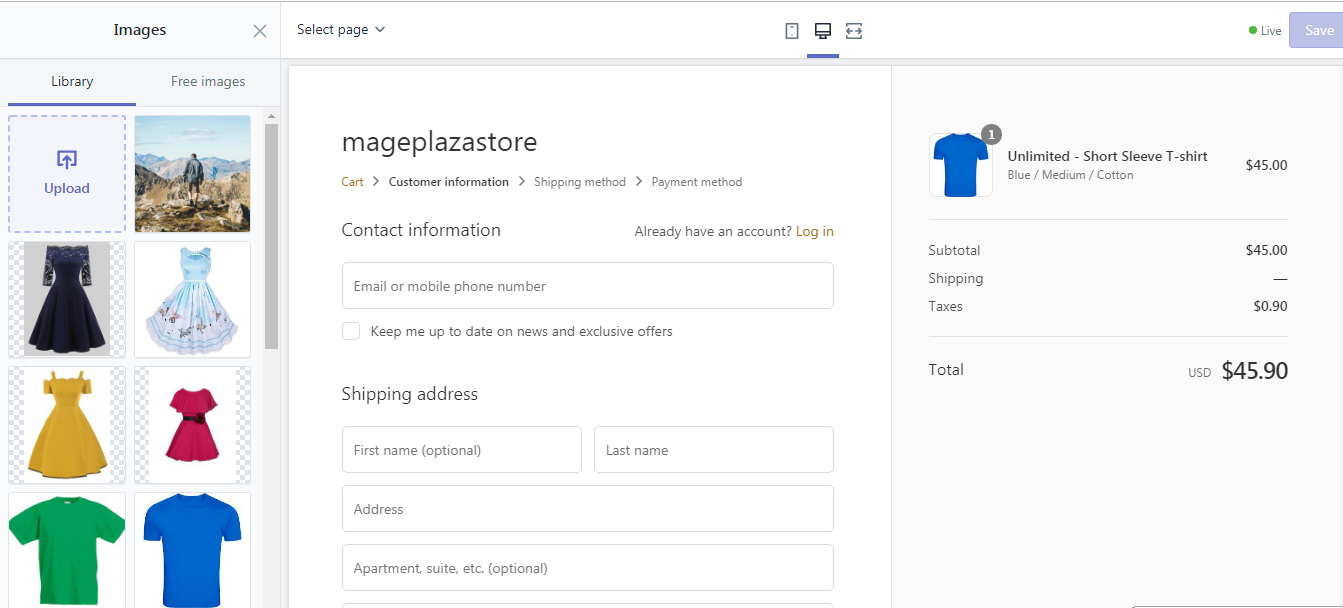 Images
Select page
Live
Save
Library
Free images
Upload
mageplazastore
Cart > Customer information > Shipping method > Payment method
Contact information
Already have an account? Log in
Email or mobile phone number
Keep me up to date on news and exclusive offers
Shipping address
First name (optional)
Last name
Address
Apartment, suite, etc. (optional)
1
Unlimited - Short Sleeve T-shirt
$45.00
Blue / Medium / Cotton
Subtotal $45.00
Shipping —
Taxes $0.90
Total USD $45.90